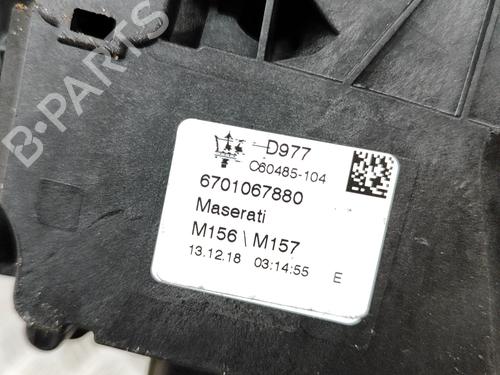 B-PARTS
D977
C60485-104
6701067880
Maserati
M156 \ M157
13.12.18 03:14:55 E